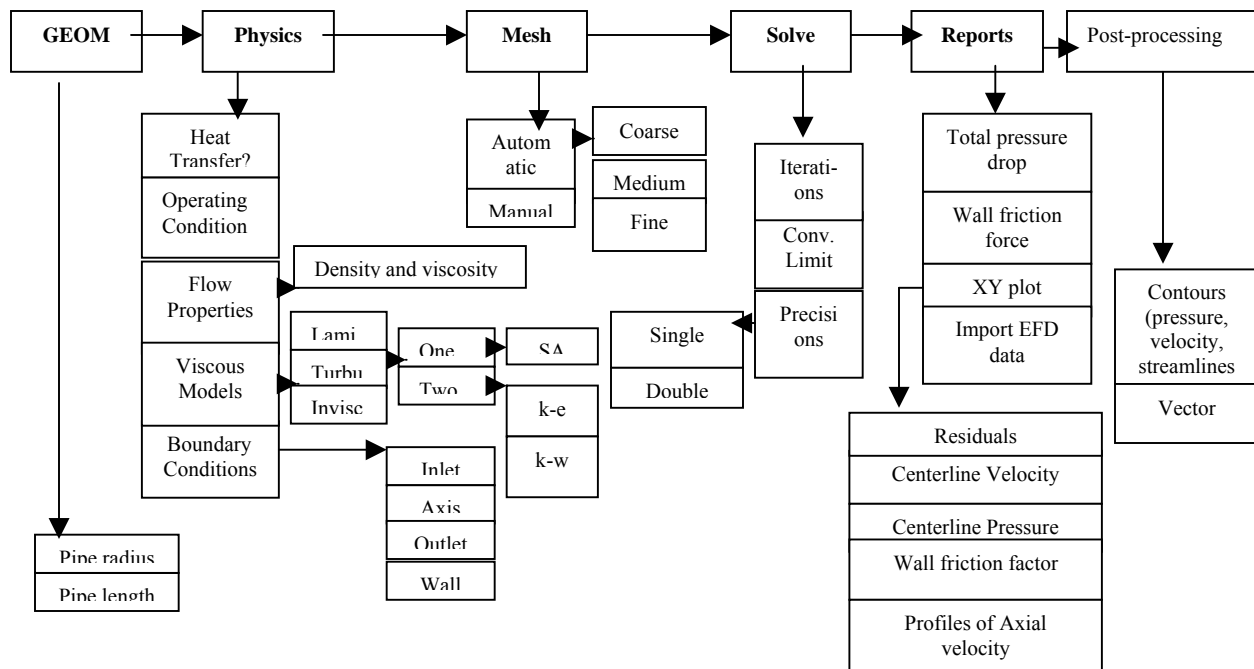 GEOM
Physics
Mesh
Solve
Reports
Post-processing
Heat
Transfer?
Operating
Condition
Flow
Properties
Viscous
Models
Boundary
Conditions
Density and viscosity
Lami
Turbu
Invisc
One
Two
SA
k-e
k-w
Inlet
Axis
Outlet
Wall
Pipe radius
Pipe length
Autom
atic
Manual
Coarse
Medium
Fine
Iterati-
ons
Conv.
Limit
Precisi
ons
Single
Double
Total pressure
drop
Wall friction
force
XY plot
Import EFD
data
Residuals
Centerline Velocity
Centerline Pressure
Wall friction factor
Profiles of Axial
velocity
Contours
(pressure,
velocity,
streamlines
Vector